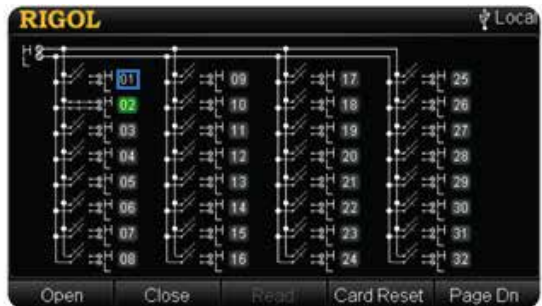 RIGOL Local
H
01 09 17 25
02 10 18 26
03 11 19 27
04 12 20 28
05 13 21 29
06 14 22 30
07 15 23 31
08 16 24 32
Open Close Read Card Reset Page Dn